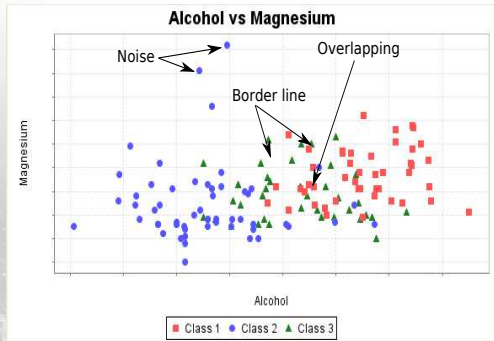 Alcohol vs Magnesium
Noise
Overlapping
Border line
Magnesium
Alcohol
Class 1 Class 2 Class 3